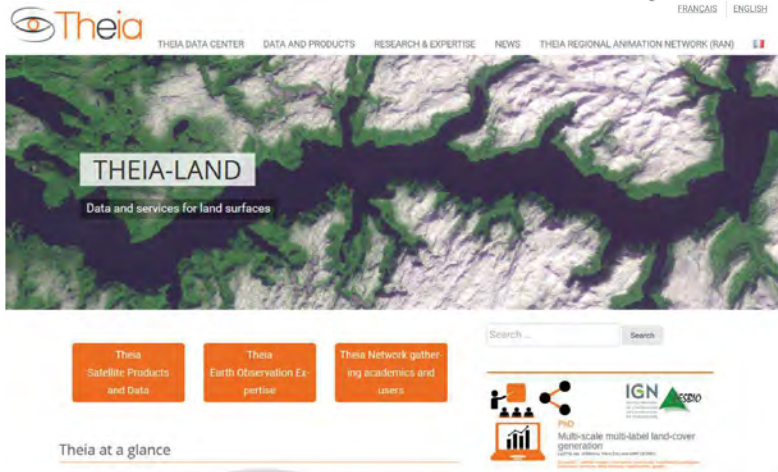 FRANÇAIS ENGLISH
Theia
THEIA DATA CENTER DATA AND PRODUCTS RESEARCH & EXPERTISE NEWS THEIA REGIONAL ANIMATION NETWORK (RAN)
THEIA-LAND
Data and services for land surfaces
Search ... Search
Theia
Satellite Products
and Data
Theia
Earth Observation Ex-
pertise
Theia Network gather-
ing academics and
users
IGN
PhD
Multi-scale multi-label land-cover
generation
Theia at a glance